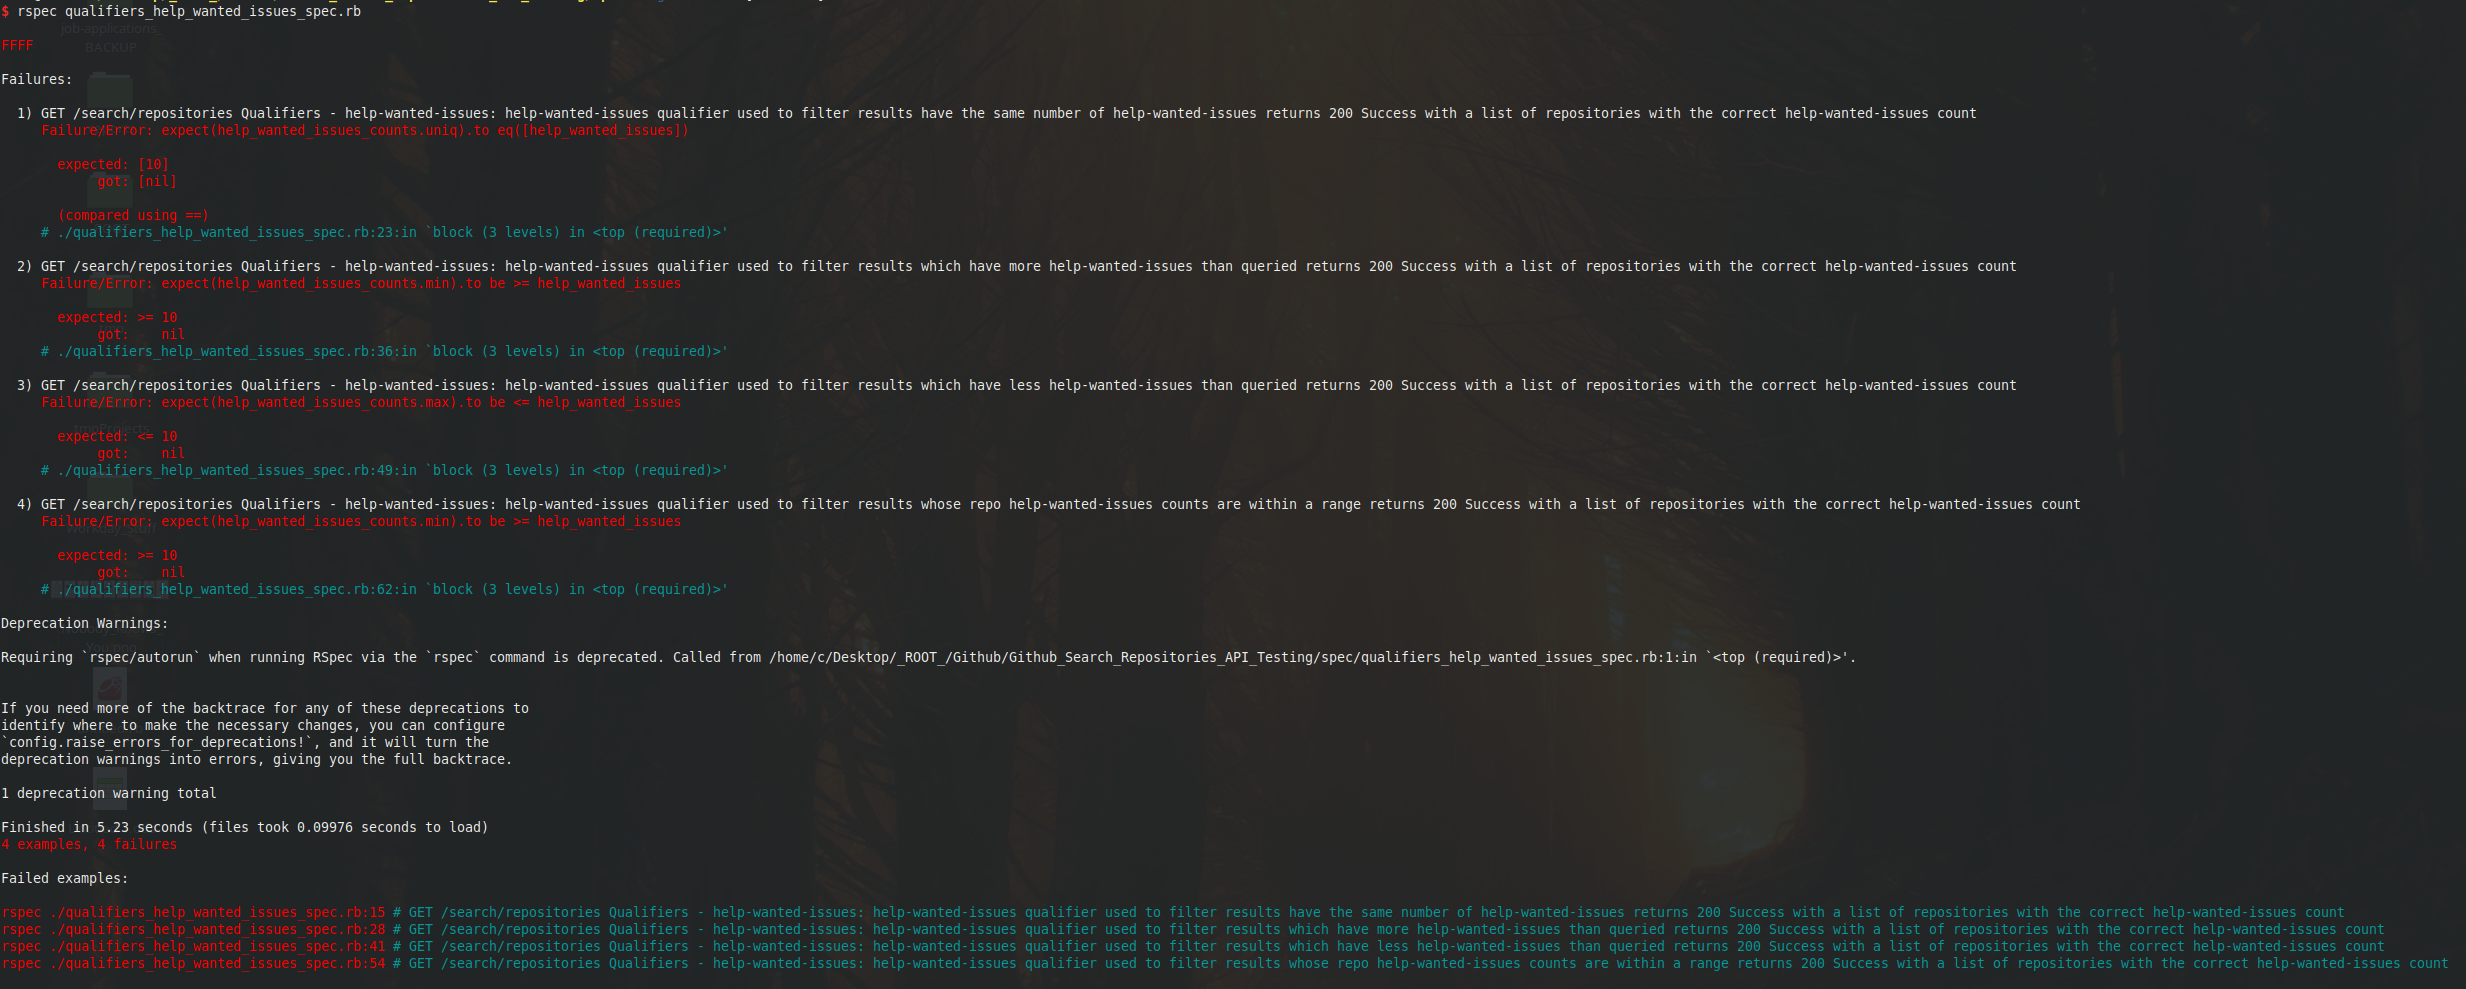 $ rspec qualifiers_help_wanted_issues_spec.rb
job-applications_
BACKUP
FFFF
Failures:
1) GET /search/repositories Qualifiers - help-wanted-issues: help-wanted-issues qualifier used to filter results have the same number of help-wanted-issues returns 200 Success with a list of repositories with the correct help-wanted-issues count
Failure/Error: expect(help_wanted_issues_counts.uniq).to eq([help_wanted_issues])
expected: [10]
got: [nil]
(compared using ==)
# ./qualifiers_help_wanted_issues_spec.rb:23:in `block (3 levels) in <top (required)>'
2) GET /search/repositories Qualifiers - help-wanted-issues: help-wanted-issues qualifier used to filter results which have more help-wanted-issues than queried returns 200 Success with a list of repositories with the correct help-wanted-issues count
Failure/Error: expect(help_wanted_issues_counts.min).to be >= help_wanted_issues
expected: >= 10
got: nil
# ./qualifiers_help_wanted_issues_spec.rb:36:in `block (3 levels) in <top (required)>'
3) GET /search/repositories Qualifiers - help-wanted-issues: help-wanted-issues qualifier used to filter results which have less help-wanted-issues than queried returns 200 Success with a list of repositories with the correct help-wanted-issues count
Failure/Error: expect(help_wanted_issues_counts.max).to be <= help_wanted_issues
tmpProjects
expected: <= 10
got: nil
# ./qualifiers_help_wanted_issues_spec.rb:49:in `block (3 levels) in <top (required)>'
4) GET /search/repositories Qualifiers - help-wanted-issues: help-wanted-issues qualifier used to filter results whose repo help-wanted-issues counts are within a range returns 200 Success with a list of repositories with the correct help-wanted-issues count
Failure/Error: expect(help_wanted_issues_counts.min).to be >= help_wanted_issues
expected: >= 10
got: nil
# ./qualifiers_help_wanted_issues_spec.rb:62:in `block (3 levels) in <top (required)>'
Deprecation Warnings:
Requiring `rspec/autorun` when running RSpec via the `rspec` command is deprecated. Called from /home/c/Desktop/_ROOT_/Github/Github_Search_Repositories_API_Testing/spec/qualifiers_help_wanted_issues_spec.rb:1:in `<top (required)>'.
If you need more of the backtrace for any of these deprecations to
identify where to make the necessary changes, you can configure
`config.raise_errors_for_deprecations!`, and it will turn the
deprecation warnings into errors, giving you the full backtrace.
1 deprecation warning total
Finished in 5.23 seconds (files took 0.09976 seconds to load)
4 examples, 4 failures
Failed examples:
rspec ./qualifiers_help_wanted_issues_spec.rb:15 # GET /search/repositories Qualifiers - help-wanted-issues: help-wanted-issues qualifier used to filter results have the same number of help-wanted-issues returns 200 Success with a list of repositories with the correct help-wanted-issues count
rspec ./qualifiers_help_wanted_issues_spec.rb:28 # GET /search/repositories Qualifiers - help-wanted-issues: help-wanted-issues qualifier used to filter results which have more help-wanted-issues than queried returns 200 Success with a list of repositories with the correct help-wanted-issues count
rspec ./qualifiers_help_wanted_issues_spec.rb:41 # GET /search/repositories Qualifiers - help-wanted-issues: help-wanted-issues qualifier used to filter results which have less help-wanted-issues than queried returns 200 Success with a list of repositories with the correct help-wanted-issues count
rspec ./qualifiers_help_wanted_issues_spec.rb:54 # GET /search/repositories Qualifiers - help-wanted-issues: help-wanted-issues qualifier used to filter results whose repo help-wanted-issues counts are within a range returns 200 Success with a list of repositories with the correct help-wanted-issues count